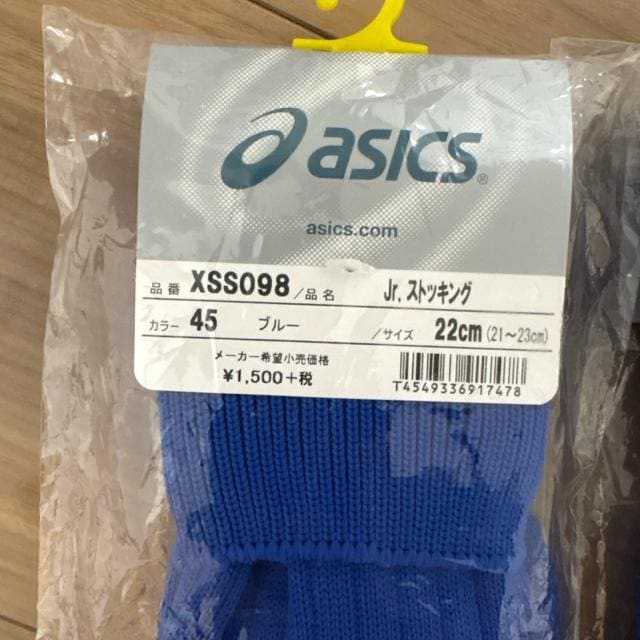 asics®
asics.com
品番 XSS098 /品名 Jr.ストッキング
カラー 45 ブルー /サイズ 22cm (21～23cm)
メーカー希望小売価格
¥1,500+税
T4549336917478